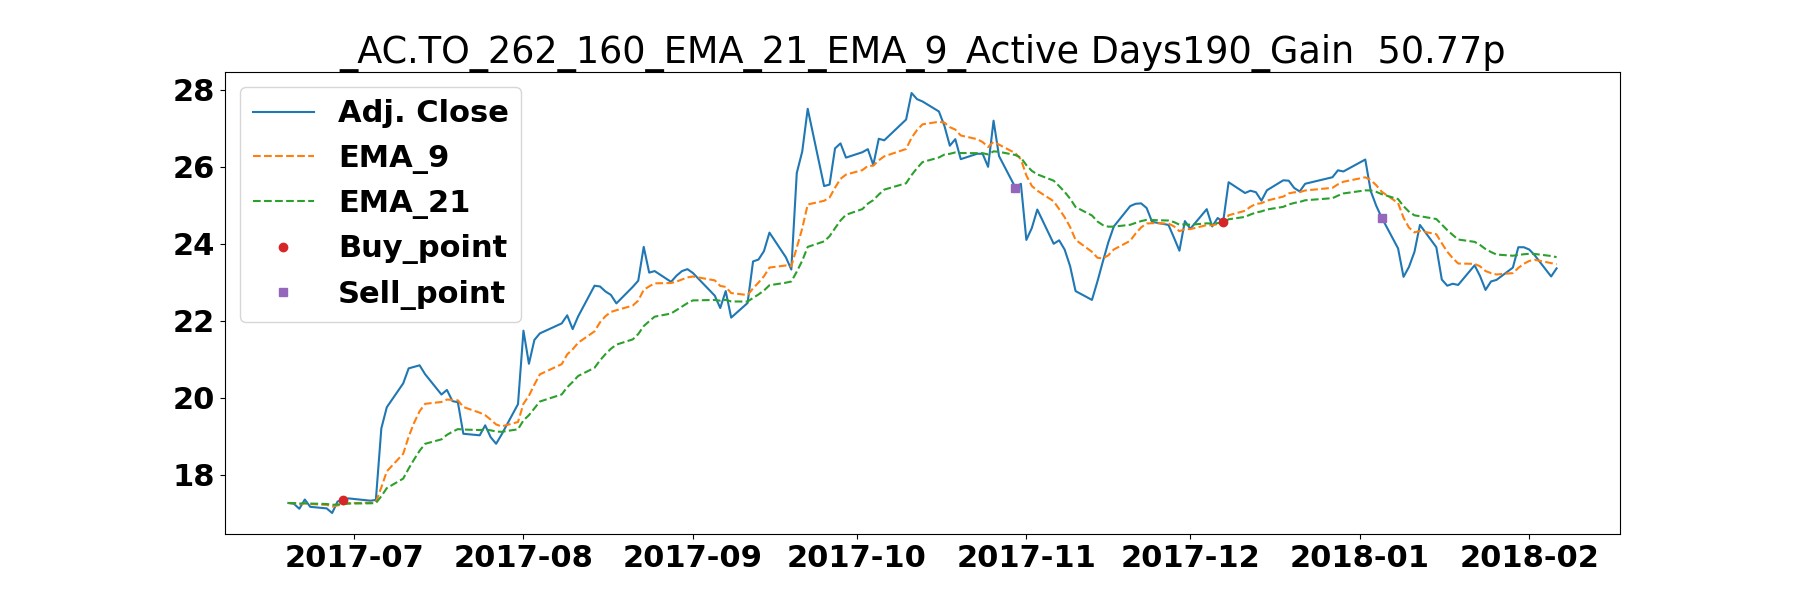 _AC.TO_262_160_EMA_21_EMA_9_Active Days190_Gain  50.77p
28
26
24
22
20
18
Adj. Close
EMA_9
EMA_21
Buy_point
Sell_point
2017-07 2017-08 2017-09 2017-10 2017-11 2017-12 2018-01 2018-02